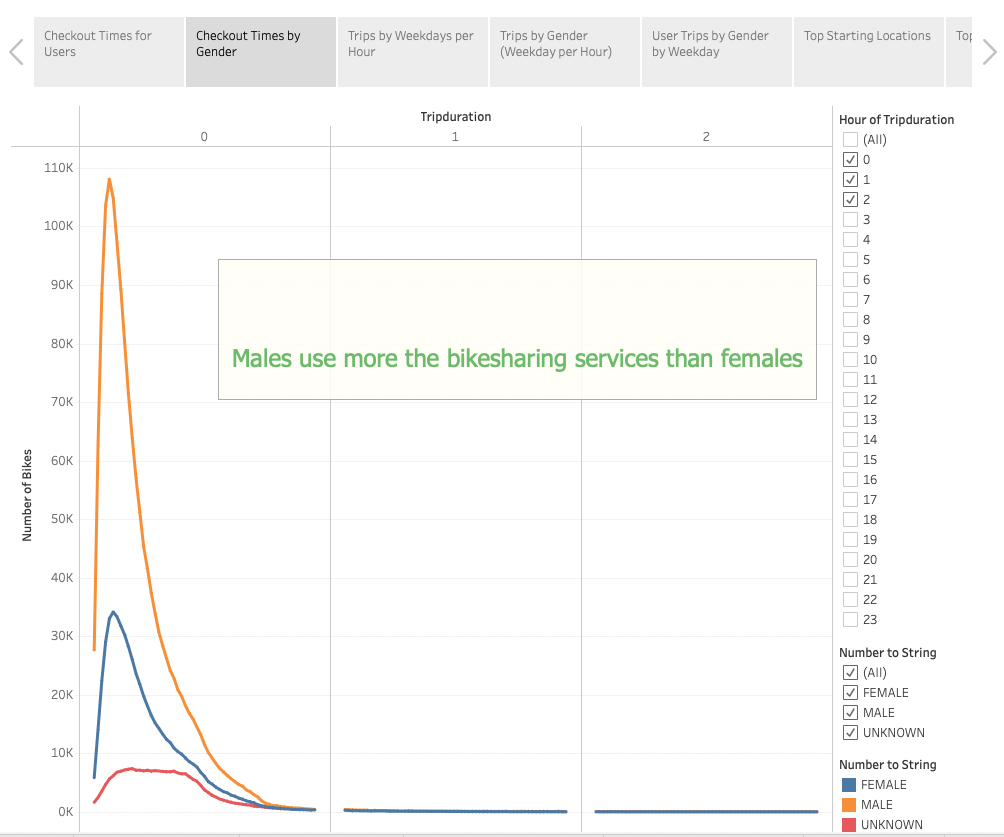 Checkout Times for
Users
Checkout Times by
Gender
Trips by Weekdays per
Hour
Trips by Gender
(Weekday per Hour)
User Trips by Gender
by Weekday
Top Starting Locations
Top
Tripduration
0
1
2
110K
100K
90K
80K
70K
60K
50K
40K
30K
20K
10K
0K
Number of Bikes
Males use more the bikesharing services than females
Hour of Tripduration
(All)
0
1
2
3
4
5
6
7
8
9
10
11
12
13
14
15
16
17
18
19
20
21
22
23
Number to String
(All)
FEMALE
MALE
UNKNOWN
Number to String
FEMALE
MALE
UNKNOWN